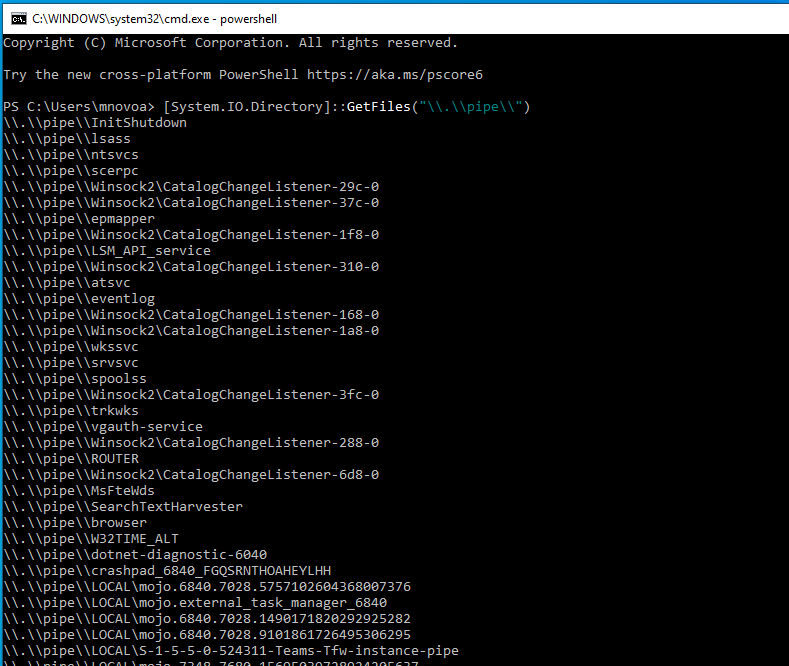 C:\WINDOWS\system32\cmd.exe - powershell
Copyright (C) Microsoft Corporation. All rights reserved.
Try the new cross-platform PowerShell https://aka.ms/pscore6
PS C:\Users\mnovoa> [System.IO.Directory]::GetFiles("\\.\\pipe\\")
\\.\\pipe\\InitShutdown
\\.\\pipe\\lsass
\\.\\pipe\\ntsvcs
\\.\\pipe\\scerpc
\\.\\pipe\\Winsock2\CatalogChangeListener-29c-0
\\.\\pipe\\Winsock2\CatalogChangeListener-37c-0
\\.\\pipe\\epmapper
\\.\\pipe\\Winsock2\CatalogChangeListener-1f8-0
\\.\\pipe\\LSM_API_service
\\.\\pipe\\Winsock2\CatalogChangeListener-310-0
\\.\\pipe\\atsvc
\\.\\pipe\\eventlog
\\.\\pipe\\Winsock2\CatalogChangeListener-168-0
\\.\\pipe\\Winsock2\CatalogChangeListener-1a8-0
\\.\\pipe\\wkssvc
\\.\\pipe\\srvsvc
\\.\\pipe\\spoolss
\\.\\pipe\\Winsock2\CatalogChangeListener-3fc-0
\\.\\pipe\\trkwks
\\.\\pipe\\vgauth-service
\\.\\pipe\\Winsock2\CatalogChangeListener-288-0
\\.\\pipe\\ROUTER
\\.\\pipe\\Winsock2\CatalogChangeListener-6d8-0
\\.\\pipe\\MsFteWds
\\.\\pipe\\SearchTextHarvester
\\.\\pipe\\browser
\\.\\pipe\\W32TIME_ALT
\\.\\pipe\\dotnet-diagnostic-6040
\\.\\pipe\\crashpad_6840_FGQSRNTHOAHEYLHH
\\.\\pipe\\LOCAL\mojo.6840.7028.5757102604368007376
\\.\\pipe\\LOCAL\mojo.external_task_manager_6840
\\.\\pipe\\LOCAL\mojo.6840.7028.1490171820292925282
\\.\\pipe\\LOCAL\mojo.6840.7028.9101861726495306295
\\.\\pipe\\LOCAL\S-1-5-5-0-524311-Teams-Tfw-instance-pipe